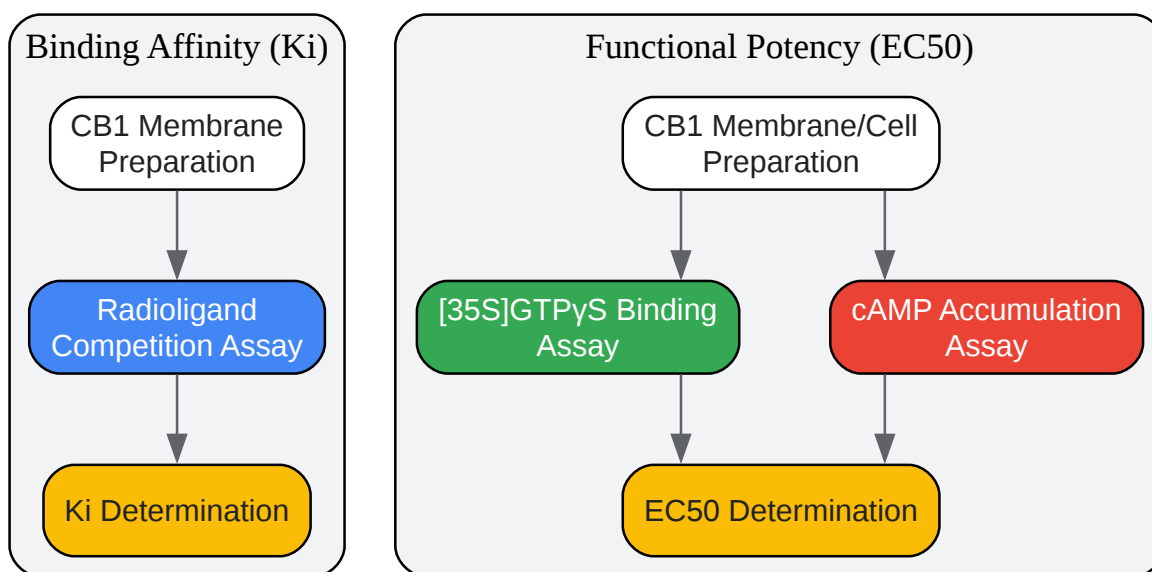 Binding Affinity (Ki)
CB1 Membrane
Preparation
Radioligand
Competition Assay
Ki Determination
Functional Potency (EC50)
CB1 Membrane/Cell
Preparation
[35S]GTPγS Binding
Assay
cAMP Accumulation
Assay
EC50 Determination